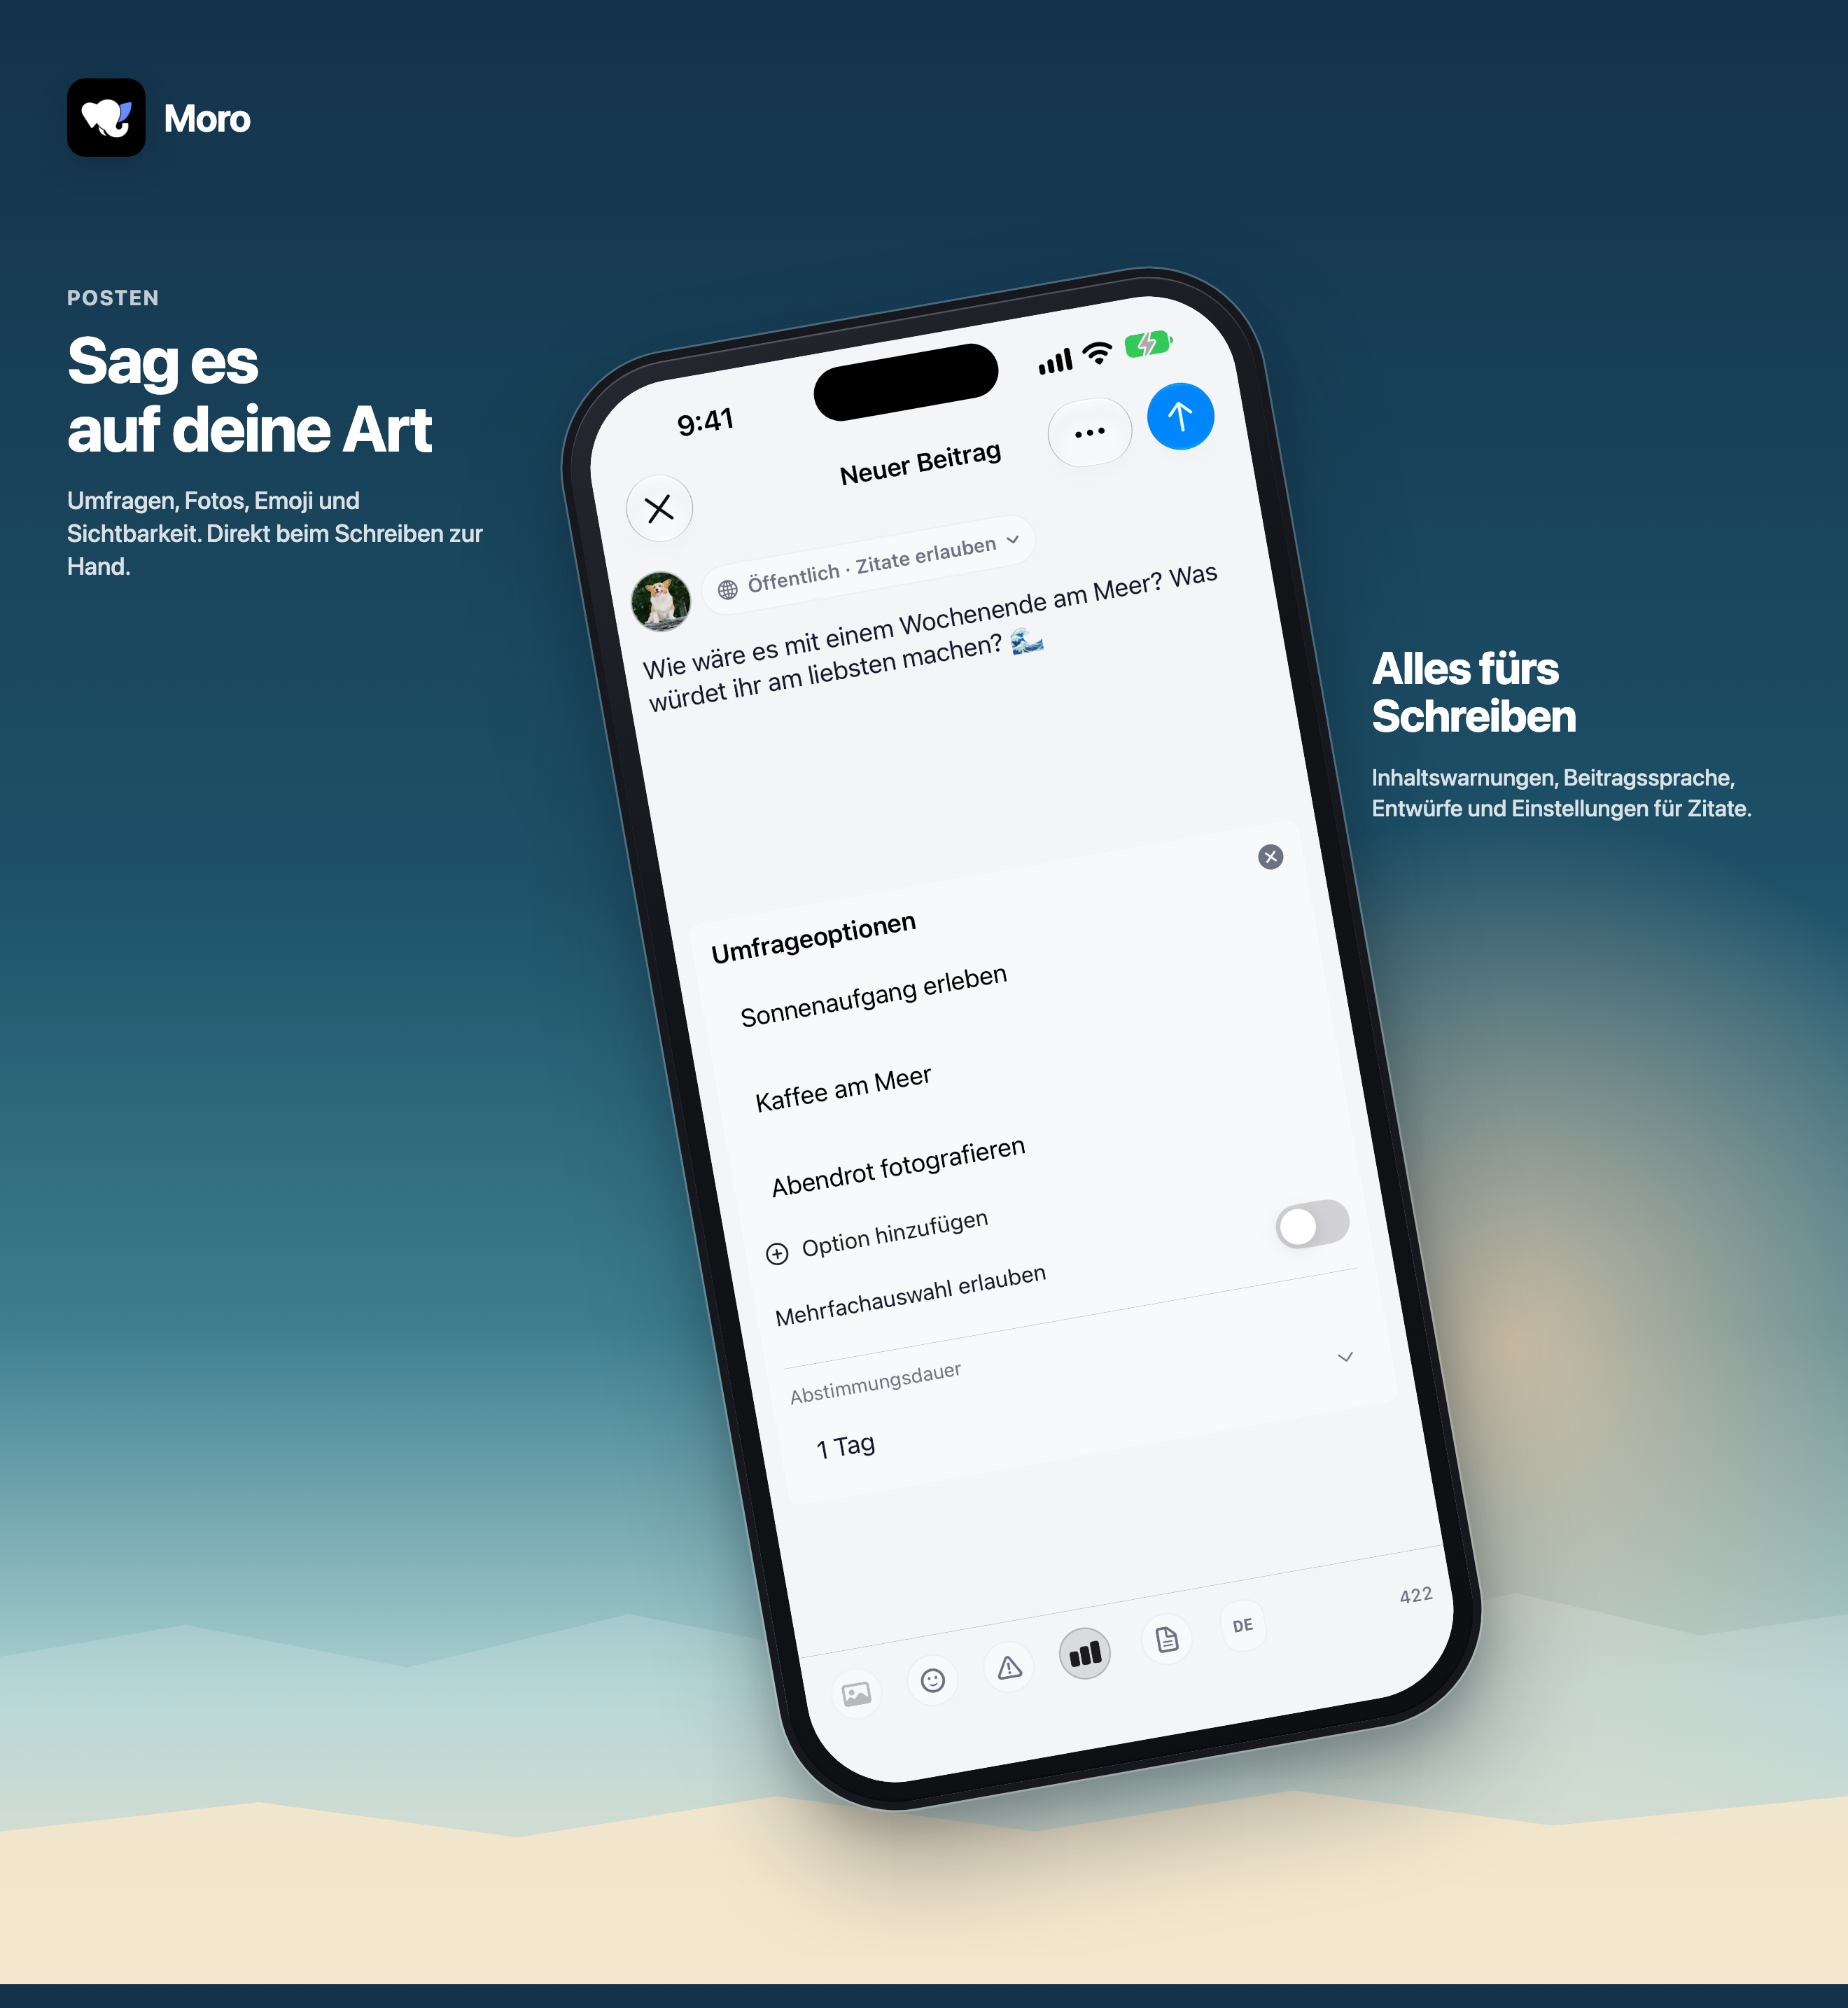 Moro
POSTEN
Sag es
auf deine Art
Umfragen, Fotos, Emoji und
Sichtbarkeit. Direkt beim Schreiben zur
Hand.
9:41
Neuer Beitrag
Öffentlich · Zitate erlauben
Wie wäre es mit einem Wochenende am Meer? Was
würdet ihr am liebsten machen? 🌊
Umfrageoptionen
Sonnenaufgang erleben
Kaffee am Meer
Abendrot fotografieren
Option hinzufügen
Mehrfachauswahl erlauben
Abstimmungsdauer
1 Tag
DE
422
Alles fürs
Schreiben
Inhaltswarnungen, Beitragssprache,
Entwürfe und Einstellungen für Zitate.